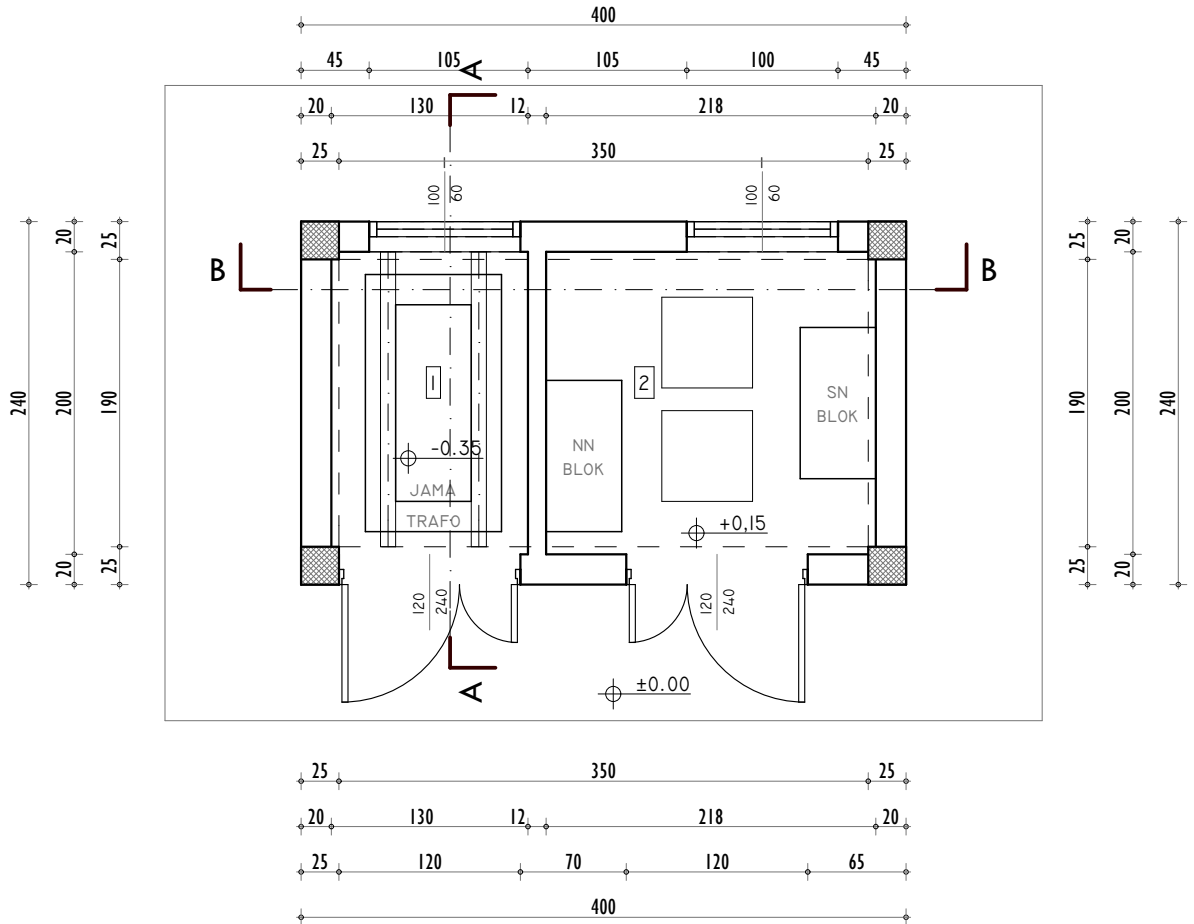 400
45 105 105 100 45
A
20 130 12 218 20
25 350 25
100 60 100 60
20 25 25 20
B B
240 200 190 190 200 240
1 2
SN
BLOK
NN
BLOK
-0.35
JAMA
TRAFO
+0,15
20 25 25 20
120 240 120 240
A
±0.00
25 350 25
20 130 12 218 20
25 120 70 120 65
400